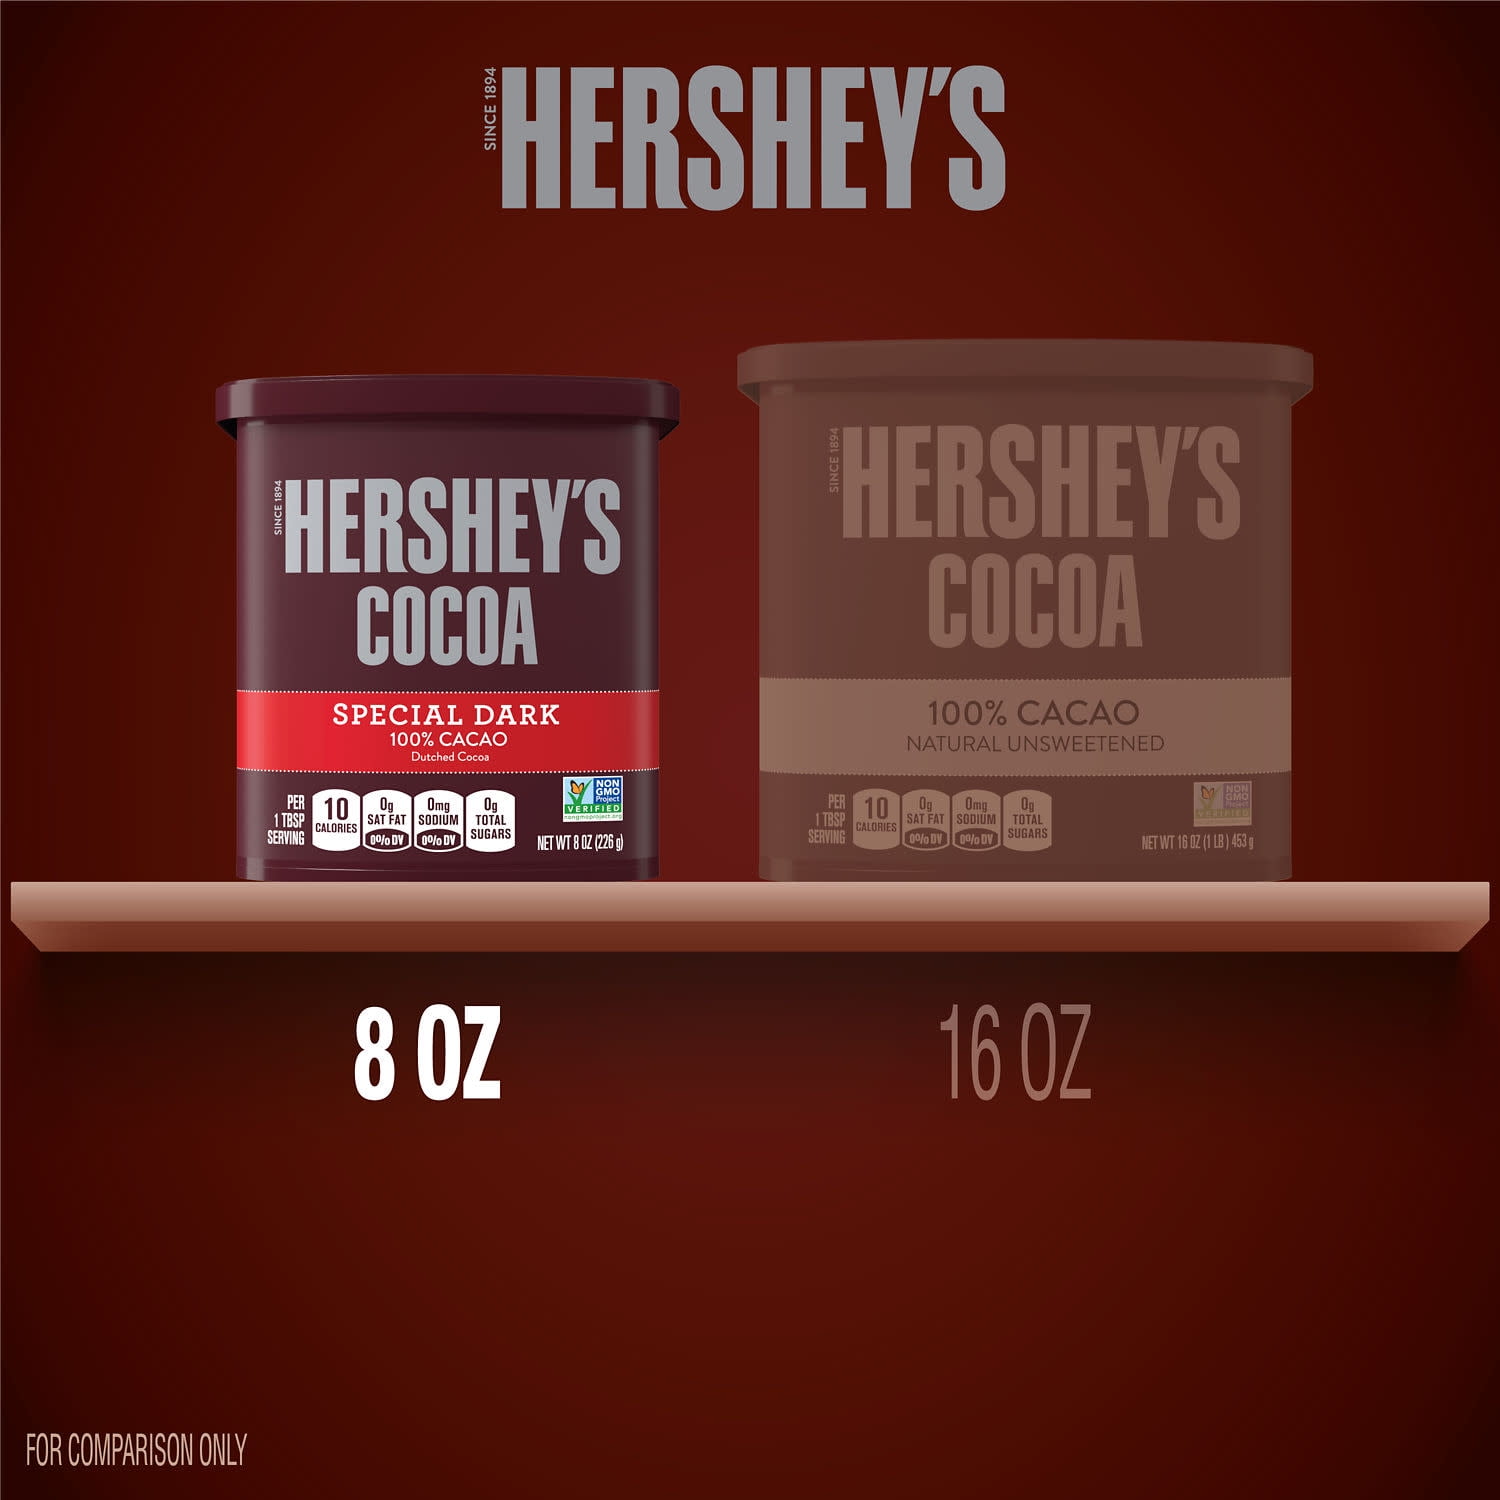 SINCE 1894
HERSHEY'S
SINCE 1894
HERSHEY'S
COCOA
SPECIAL DARK
100% CACAO
Dutched Cocoa
PER
1 TBSP
SERVING
10
CALORIES
0g
SAT FAT
0% DV
0mg
SODIUM
0% DV
0g
TOTAL
SUGARS
NON
GMO
Project
VERIFIED
nongmoproject.org
NET WT 8 OZ (226 g)
SINCE 1894
HERSHEY'S
COCOA
100% CACAO
NATURAL UNSWEETENED
PER
1 TBSP
SERVING
10
CALORIES
0g
SAT FAT
0% DV
0mg
SODIUM
0% DV
0g
TOTAL
SUGARS
NON
GMO
Project
VERIFIED
nongmoproject.org
NET WT 16 OZ (1 LB) 453 g
8 OZ
16 OZ
FOR COMPARISON ONLY